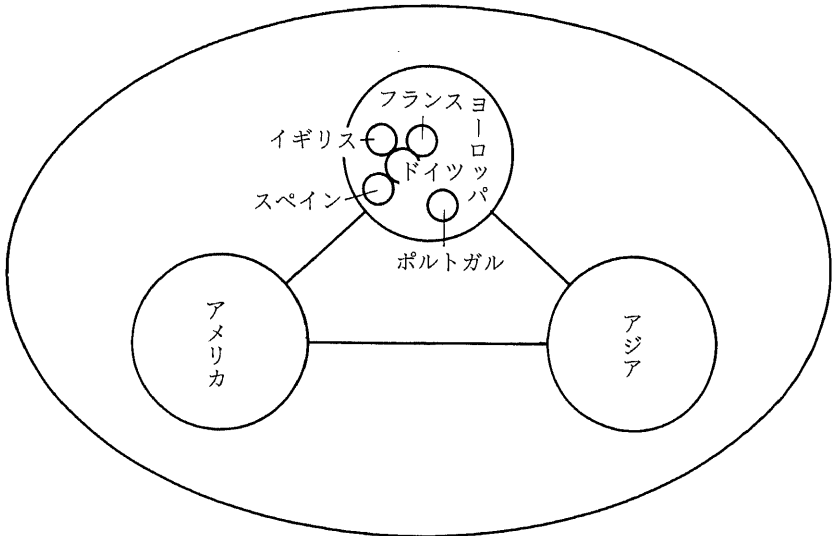 フランス
ヨーロッパ
イギリス
ドイツ
スペイン
ポルトガル
アメリカ
アジア